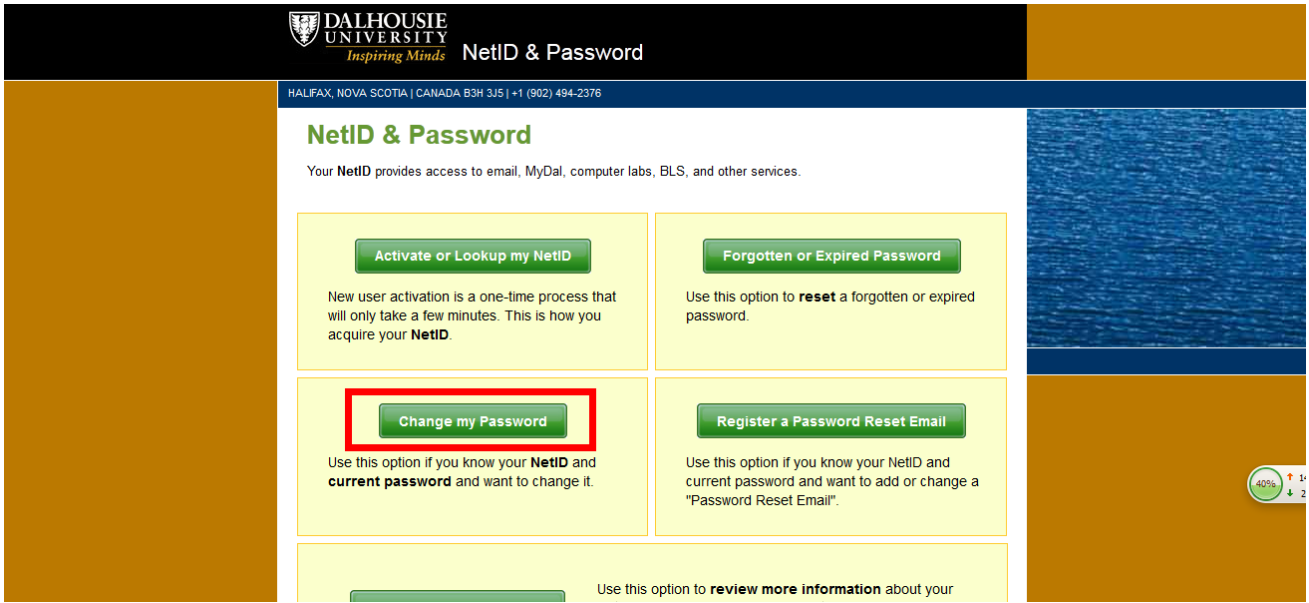 DALHOUSIE
UNIVERSITY
Inspiring Minds
NetID & Password
HALIFAX, NOVA SCOTIA | CANADA B3H 3J5 | +1 (902) 494-2376
NetID & Password
Your NetID provides access to email, MyDal, computer labs, BLS, and other services.
Activate or Lookup my NetID
New user activation is a one-time process that
will only take a few minutes. This is how you
acquire your NetID.
Forgotten or Expired Password
Use this option to reset a forgotten or expired
password.
Change my Password
Use this option if you know your NetID and
current password and want to change it.
Register a Password Reset Email
Use this option if you know your NetID and
current password and want to add or change a
"Password Reset Email".
40%
Use this option to review more information about your